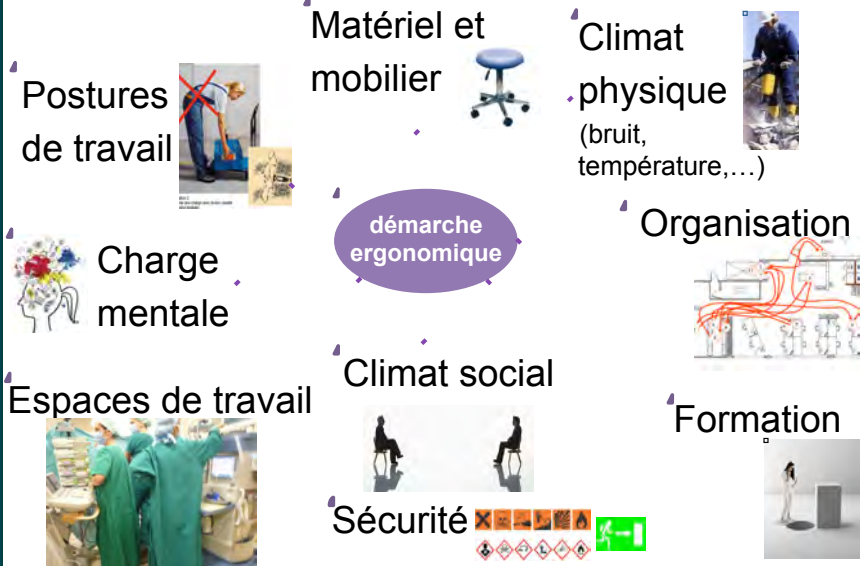 Matériel et
mobilier
Climat
physique
(bruit,
température,…)
Postures
de travail
démarche
ergonomique
Organisation
Charge
mentale
Climat social
Espaces de travail
Formation
Sécurité